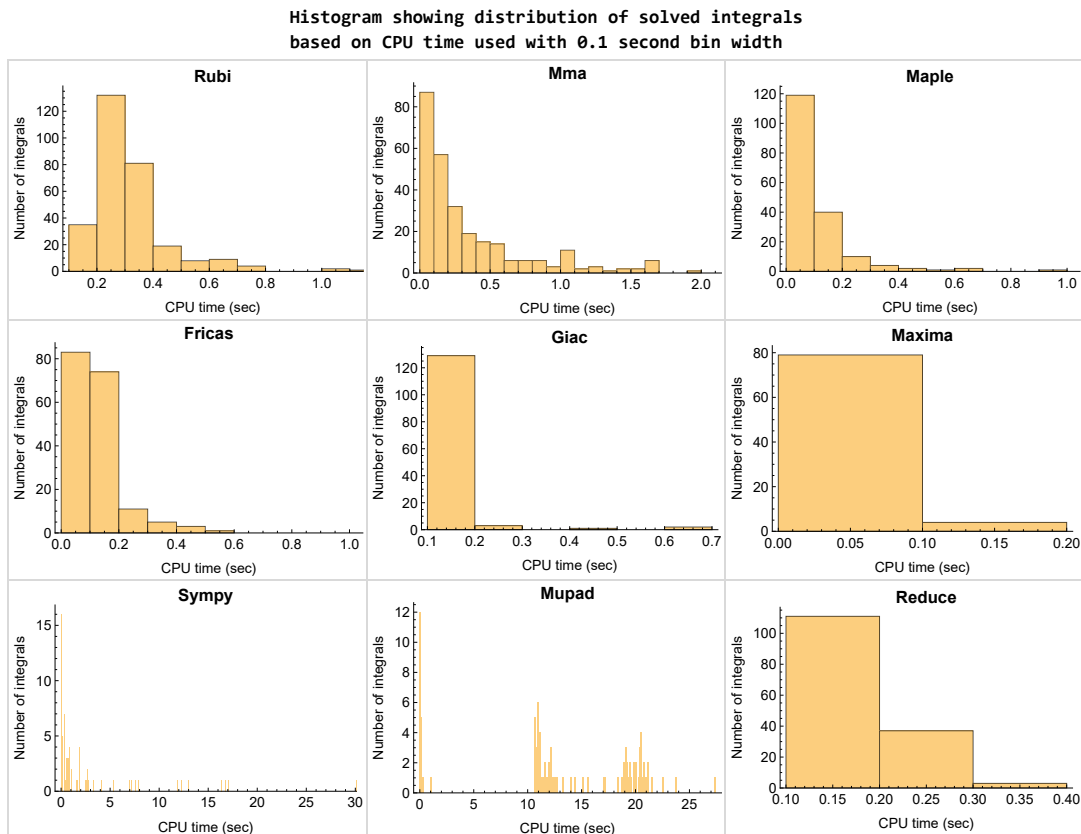 Histogram showing distribution of solved integrals
based on CPU time used with 0.1 second bin width
Rubi
Number of integrals
120
100
80
60
40
20
0
0.2 0.4 0.6 0.8 1.0
CPU time (sec)
Mma
Number of integrals
80
60
40
20
0
0.0 0.5 1.0 1.5 2.0
CPU time (sec)
Maple
Number of integrals
120
100
80
60
40
20
0
0.0 0.2 0.4 0.6 0.8 1.0
CPU time (sec)
Fricas
Number of integrals
80
60
40
20
0
0.0 0.2 0.4 0.6 0.8 1.0
CPU time (sec)
Giac
Number of integrals
120
100
80
60
40
20
0
0.1 0.2 0.3 0.4 0.5 0.6 0.7
CPU time (sec)
Maxima
Number of integrals
80
60
40
20
0
0.00 0.05 0.10 0.15 0.20
CPU time (sec)
Sympy
Number of integrals
15
10
5
0
0 5 10 15 20 25 30
CPU time (sec)
Mupad
Number of integrals
12
10
8
6
4
2
0
0 5 10 15 20 25
CPU time (sec)
Reduce
Number of integrals
100
80
60
40
20
0
0.10 0.15 0.20 0.25 0.30 0.35 0.40
CPU time (sec)